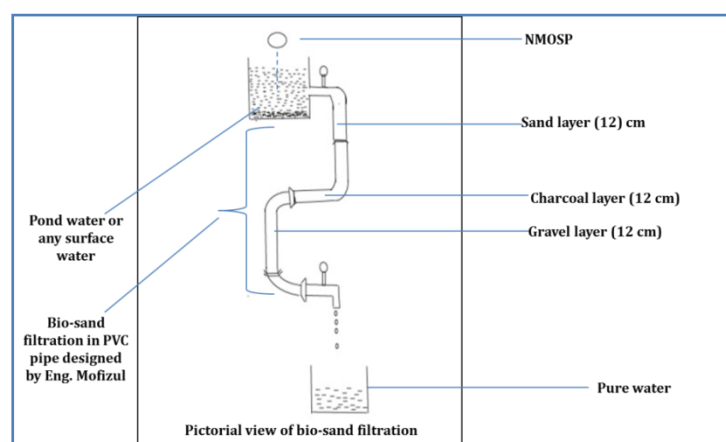 NMOSP
Sand layer (12) cm
Charcoal layer (12 cm)
Gravel layer (12 cm)
Pond water or
any surface
water
Bio-sand
filtration in PVC
pipe designed
by Eng. Mofizul
Pure water
Pictorial view of bio-sand filtration